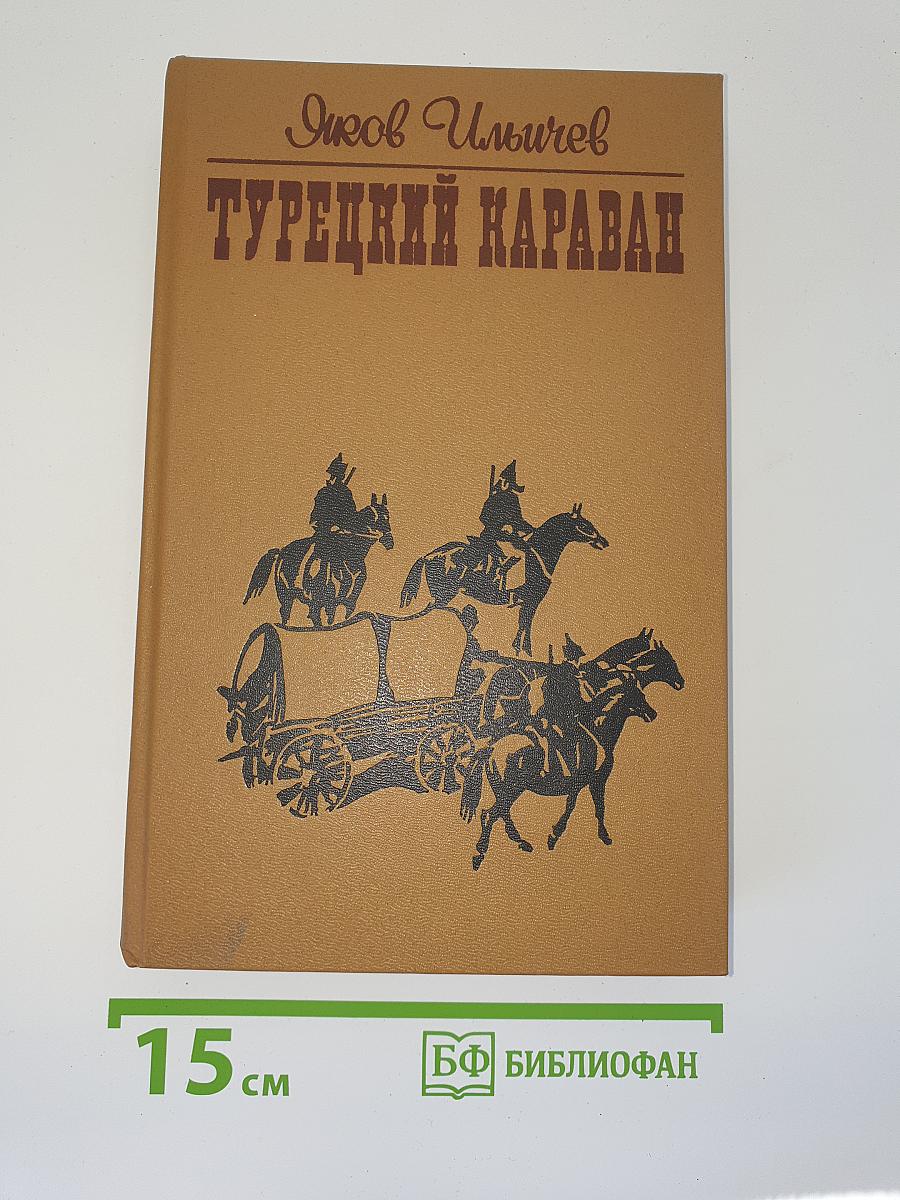 Яков Ильичев
ТУРЕЦКИЙ КАРАВАН
15 см
БФ БИБЛИОФАН